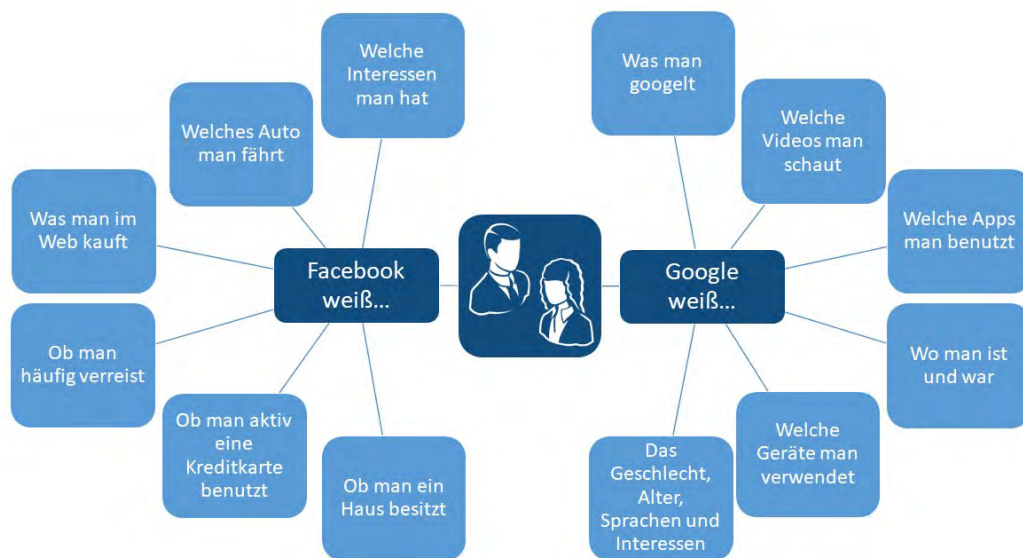 Welche
Interessen
man hat
Welches Auto
man fährt
Was man im
Web kauft
Facebook
weiß...
Ob man
häufig verreist
Ob man aktiv
eine
Kreditkarte
benutzt
Ob man ein
Haus besitzt
Was man
googelt
Welche
Videos man
schaut
Welche Apps
man benutzt
Google
weiß...
Wo man ist
und war
Welche
Geräte man
verwendet
Das
Geschlecht,
Alter,
Sprachen und
Interessen